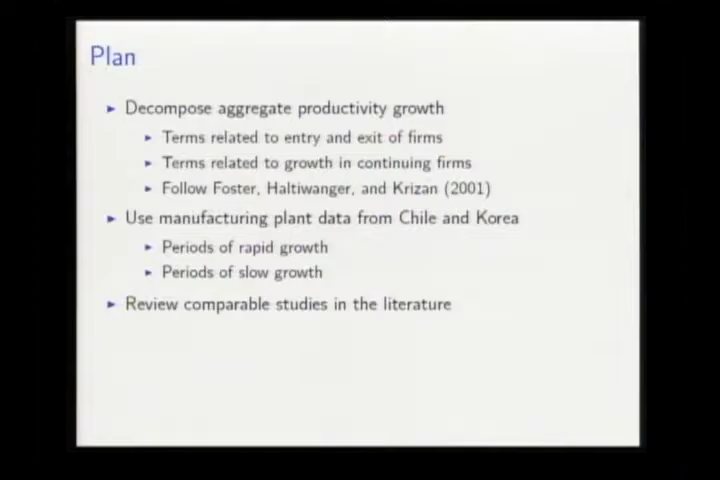 Plan
Decompose aggregate productivity growth
Terms related to entry and exit of firms
Terms related to growth in continuing firms
Follow Foster, Haltiwanger, and Krizan (2001)
Use manufacturing plant data from Chile and Korea
Periods of rapid growth
Periods of slow growth
Review comparable studies in the literature